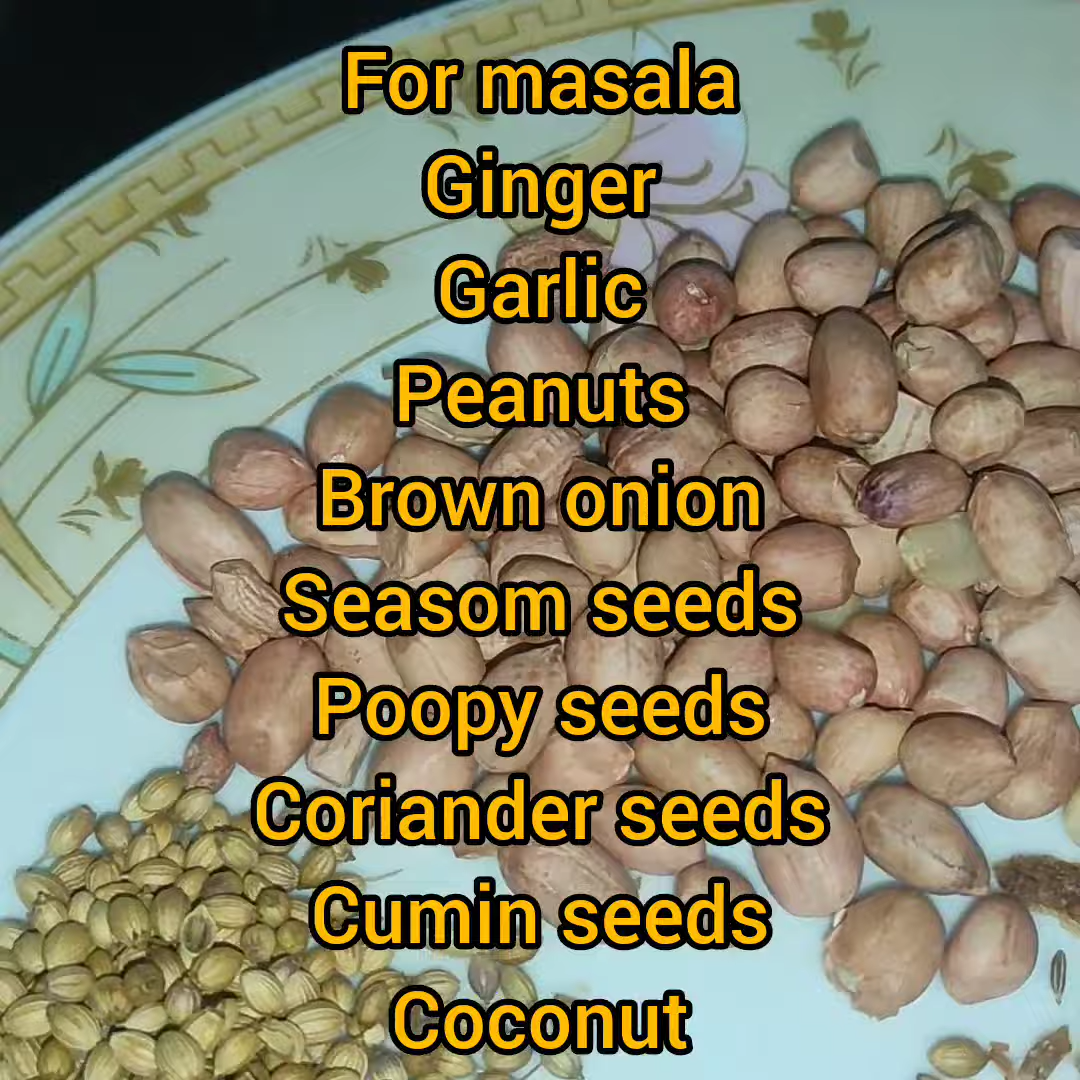 For masala
Ginger
Garlic
Peanuts
Brown onion
Seasom seeds
Poopy seeds
Coriander seeds
Cumin seeds
Coconut